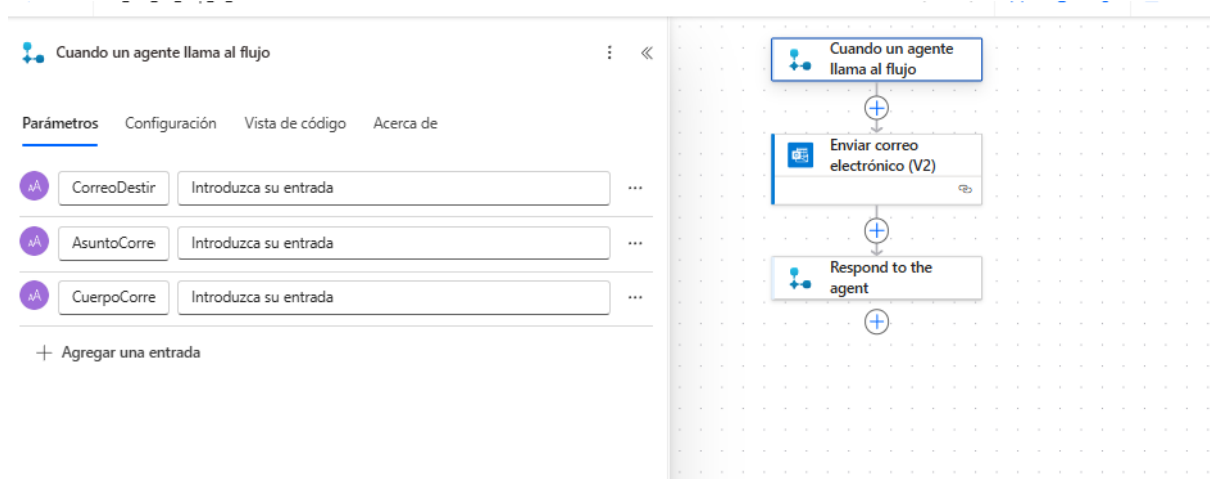 Cuando un agente llama al flujo
Parámetros Configuración Vista de código Acerca de
CorreoDestir Introduzca su entrada
AsuntoCorre Introduzca su entrada
CuerpoCorre Introduzca su entrada
Agregar una entrada
Cuando un agente
llama al flujo
Enviar correo
electrónico (V2)
Respond to the
agent